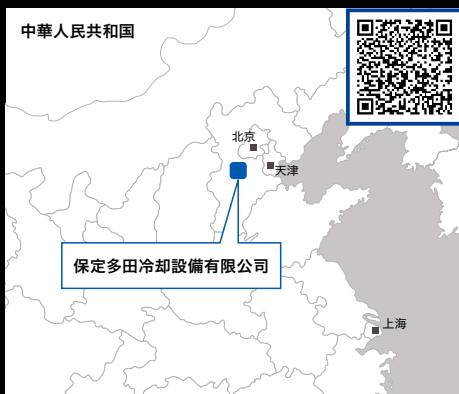 中華人民共和国
北京
天津
保定多田冷却設備有限公司
上海